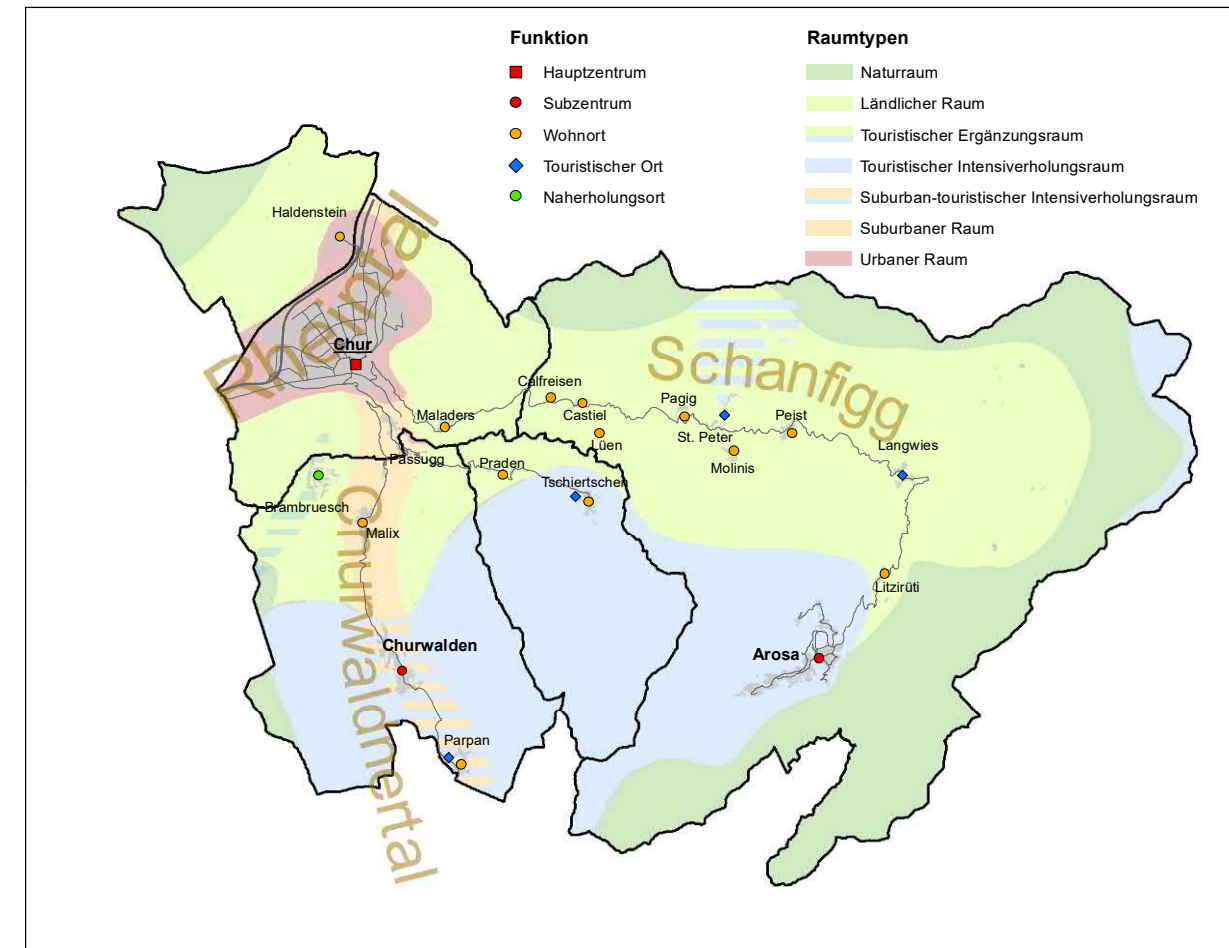 Funktion
Hauptzentrum
Subzentrum
Wohnort
Touristischer Ort
Naherholungsort
Raumtypen
Naturraum
Ländlicher Raum
Touristischer Ergänzungsraum
Touristischer Intensiverholungsraum
Suburban-touristischer Intensiverholungsraum
Suburbaner Raum
Urbaner Raum
Haldenstein
Rheintal
Chur
Schanfigg
Calfreisen
Castiel
Maladers
Lüen
Pagig
St. Peter
Peist
Molinis
Langwies
Passugg
Praden
Tschiertschen
Brambruesch
Malix
Churwaldnertal
Litzirüti
Churwalden
Arosa
Parpan